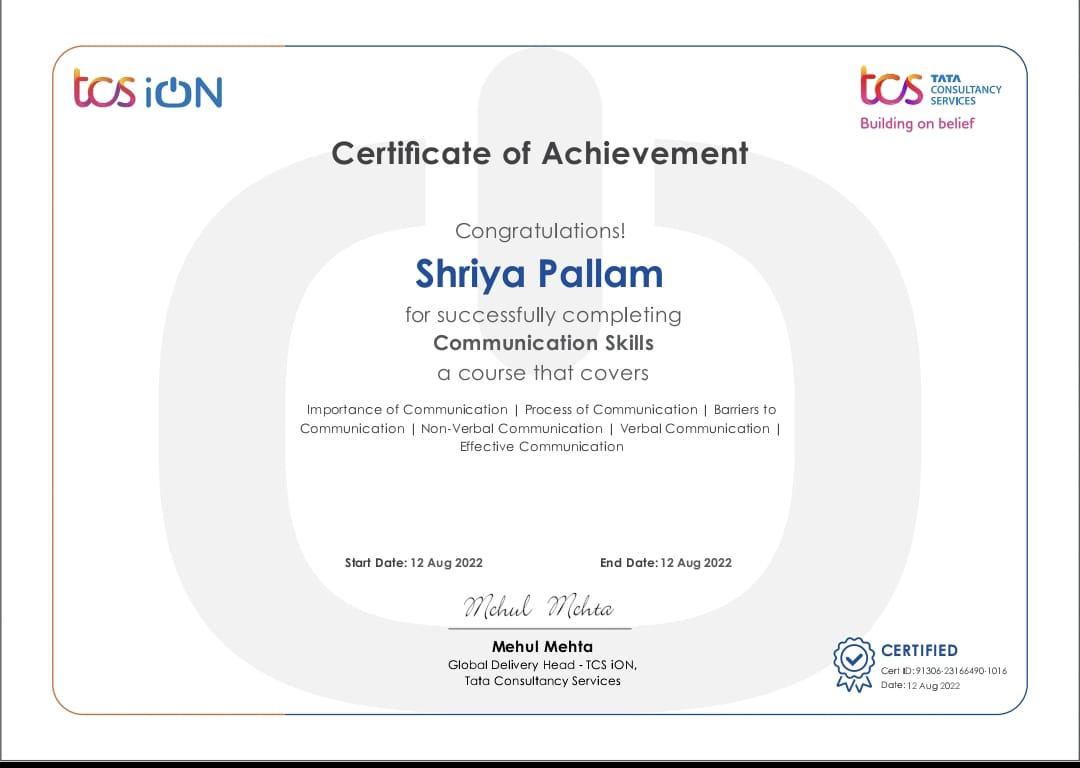 tcs iON
tcs TATA
CONSULTANCY
SERVICES
Building on belief
Certificate of Achievement
Congratulations!
Shriya Pallam
for successfully completing
Communication Skills
a course that covers
Importance of Communication | Process of Communication | Barriers to
Communication | Non-Verbal Communication | Verbal Communication |
Effective Communication
Start Date: 12 Aug 2022 End Date: 12 Aug 2022
Mehul Mehta
Mehul Mehta
Global Delivery Head - TCS iON,
Tata Consultancy Services
CERTIFIED
Cert ID: 91306-23166490-1016
Date: 12 Aug 2022